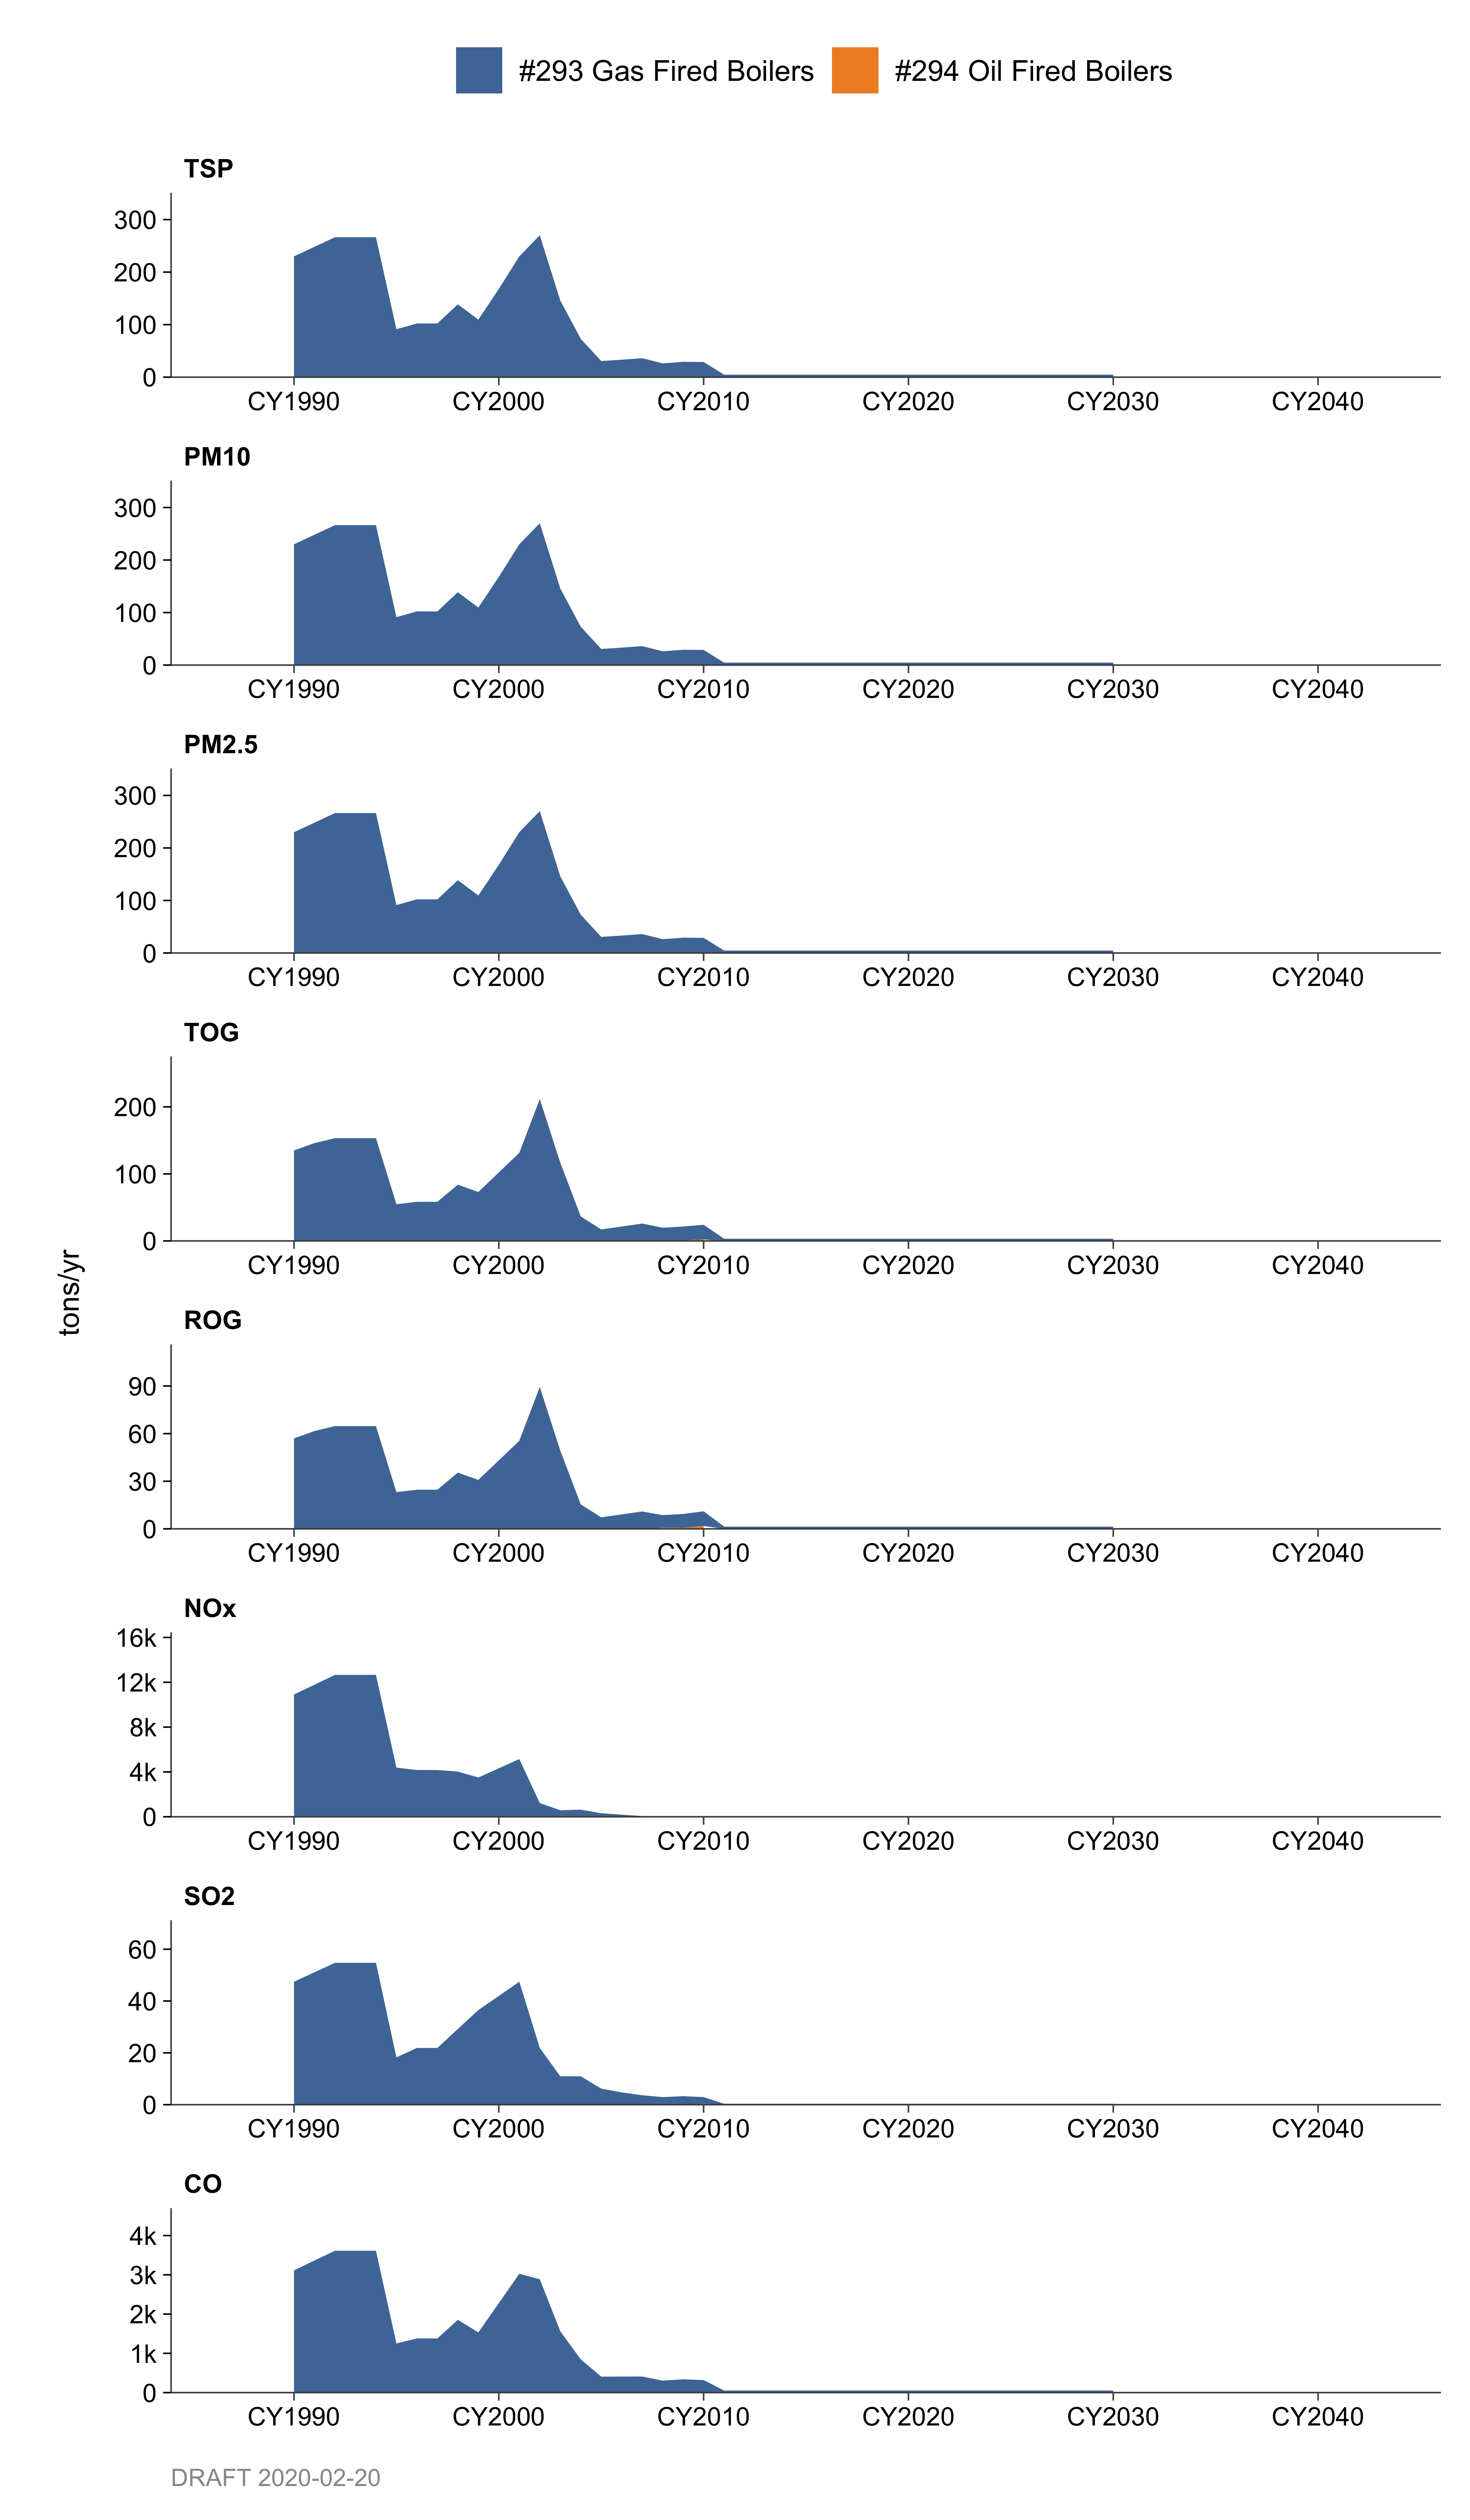 #293 Gas Fired Boilers #294 Oil Fired Boilers
TSP
300
200
100
0
CY1990 CY2000 CY2010 CY2020 CY2030 CY2040
PM10
300
200
100
0
CY1990 CY2000 CY2010 CY2020 CY2030 CY2040
PM2.5
300
200
100
0
CY1990 CY2000 CY2010 CY2020 CY2030 CY2040
TOG
200
100
0
CY1990 CY2000 CY2010 CY2020 CY2030 CY2040
tons/yr
ROG
90
60
30
0
CY1990 CY2000 CY2010 CY2020 CY2030 CY2040
NOx
16k
12k
8k
4k
0
CY1990 CY2000 CY2010 CY2020 CY2030 CY2040
SO2
60
40
20
0
CY1990 CY2000 CY2010 CY2020 CY2030 CY2040
CO
4k
3k
2k
1k
0
CY1990 CY2000 CY2010 CY2020 CY2030 CY2040
DRAFT 2020-02-20